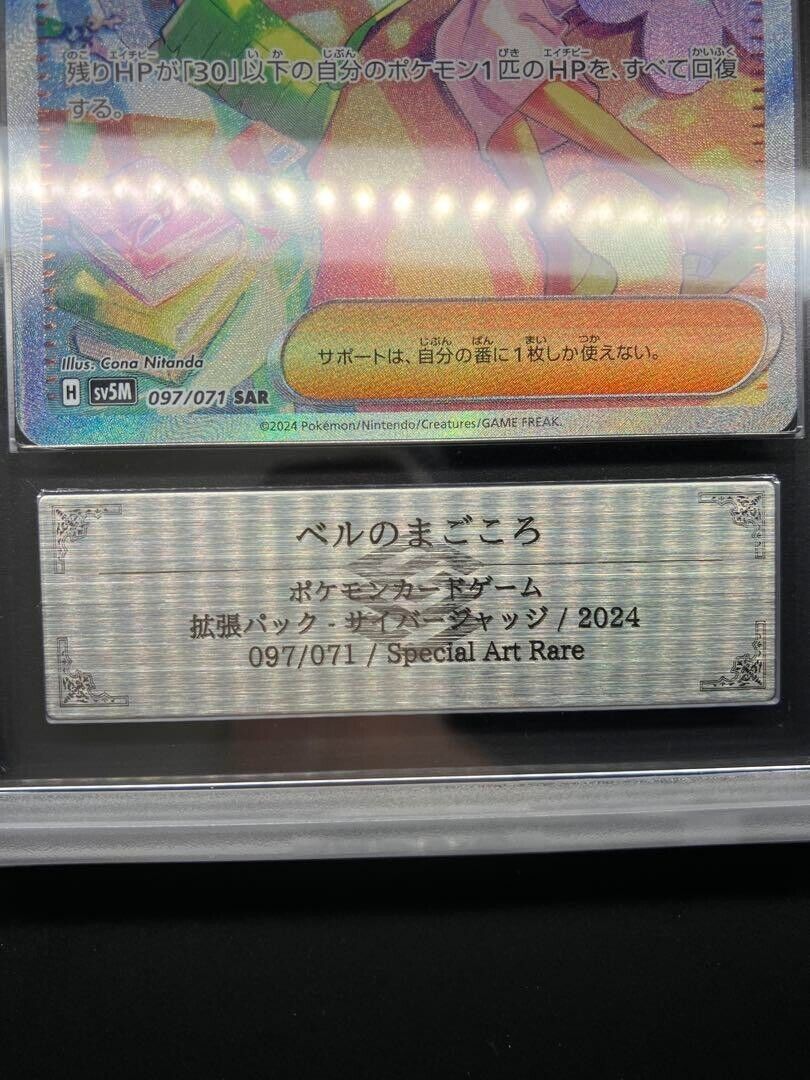 残りHPが「30」以下の自分のポケモン1匹のHPを、すべて回復
する。
サポートは、自分の番に1枚しか使えない。
Illus. Cona Nitanda
H sv5M 097/071 SAR
©2024 Pokémon/Nintendo/Creatures/GAME FREAK.
ベルのまごころ
ポケモンカードゲーム
拡張パック - サイバージャッジ / 2024
097/071 / Special Art Rare